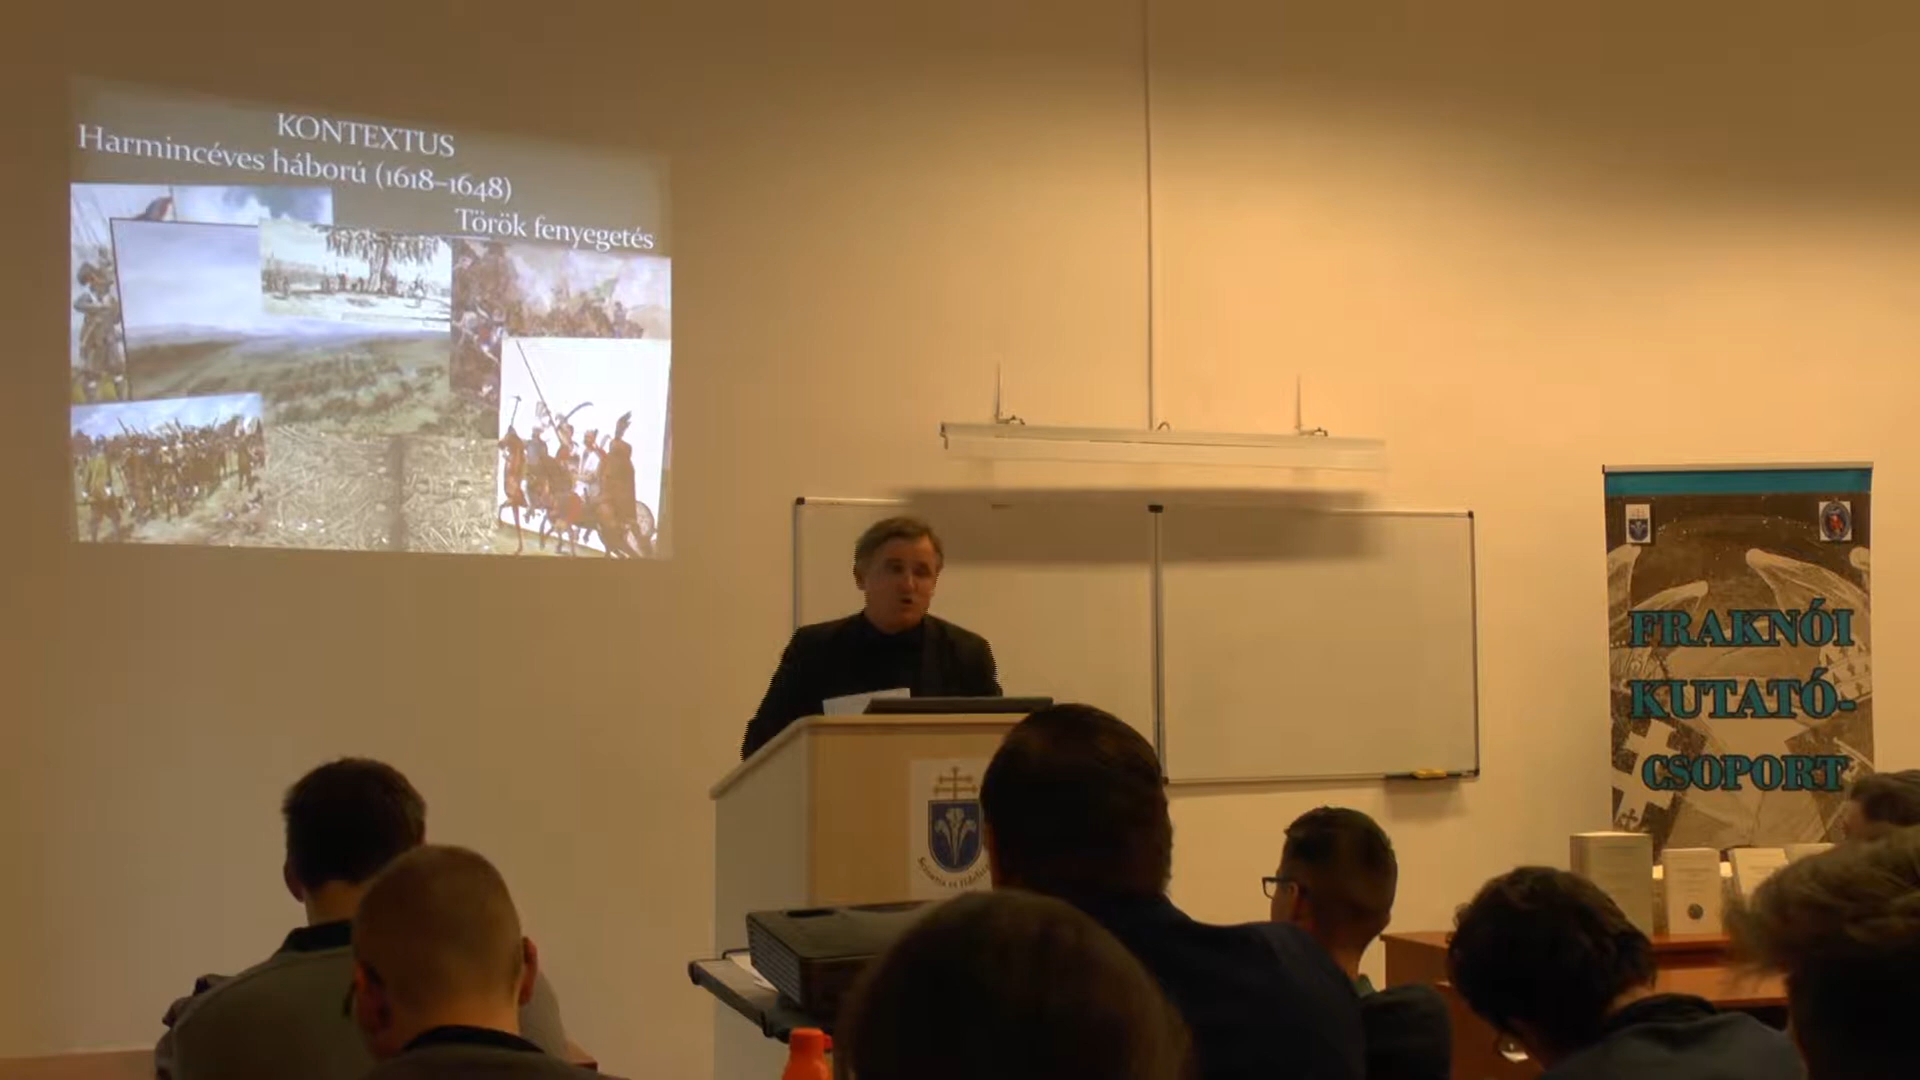 KONTEXTUS
Harmincéves háború (1618–1648)
Török fenyegetés
FRAKNÓI
KUTATÓ-
CSOPORT